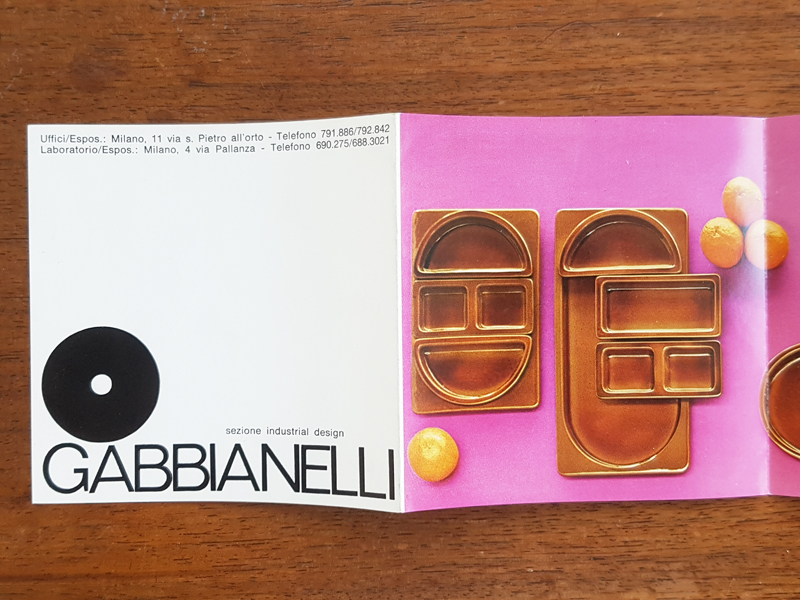 Uffici/Espos.: Milano, 11 via s. Pietro all'orto - Telefono 791.886/792.842
Laboratorio/Espos.: Milano, 4 via Pallanza - Telefono 690.275/688.3021
sezione industrial design
GABBIANELLI